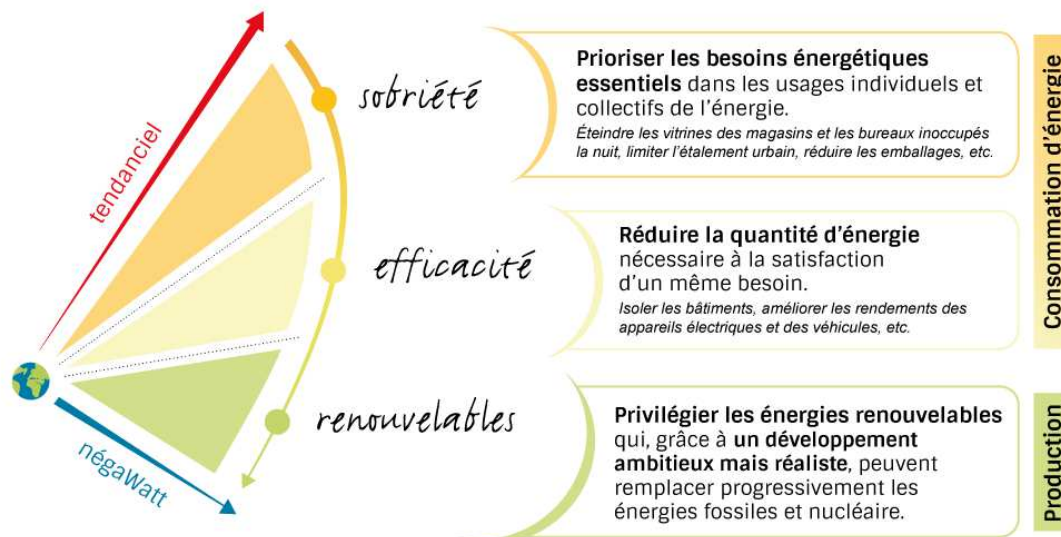 tendanciel
négaWatt
sobriété
Prioriser les besoins énergétiques
essentiels dans les usages individuels et
collectifs de l'énergie.
Éteindre les vitrines des magasins et les bureaux inoccupés
la nuit, limiter l'étalement urbain, réduire les emballages, etc.
efficacité
Réduire la quantité d'énergie
nécessaire à la satisfaction
d'un même besoin.
Isoler les bâtiments, améliorer les rendements des
appareils électriques et des véhicules, etc.
Consommation d'énergie
renouvelables
Privilégier les énergies renouvelables
qui, grâce à un développement
ambitieux mais réaliste, peuvent
remplacer progressivement les
énergies fossiles et nucléaire.
Production